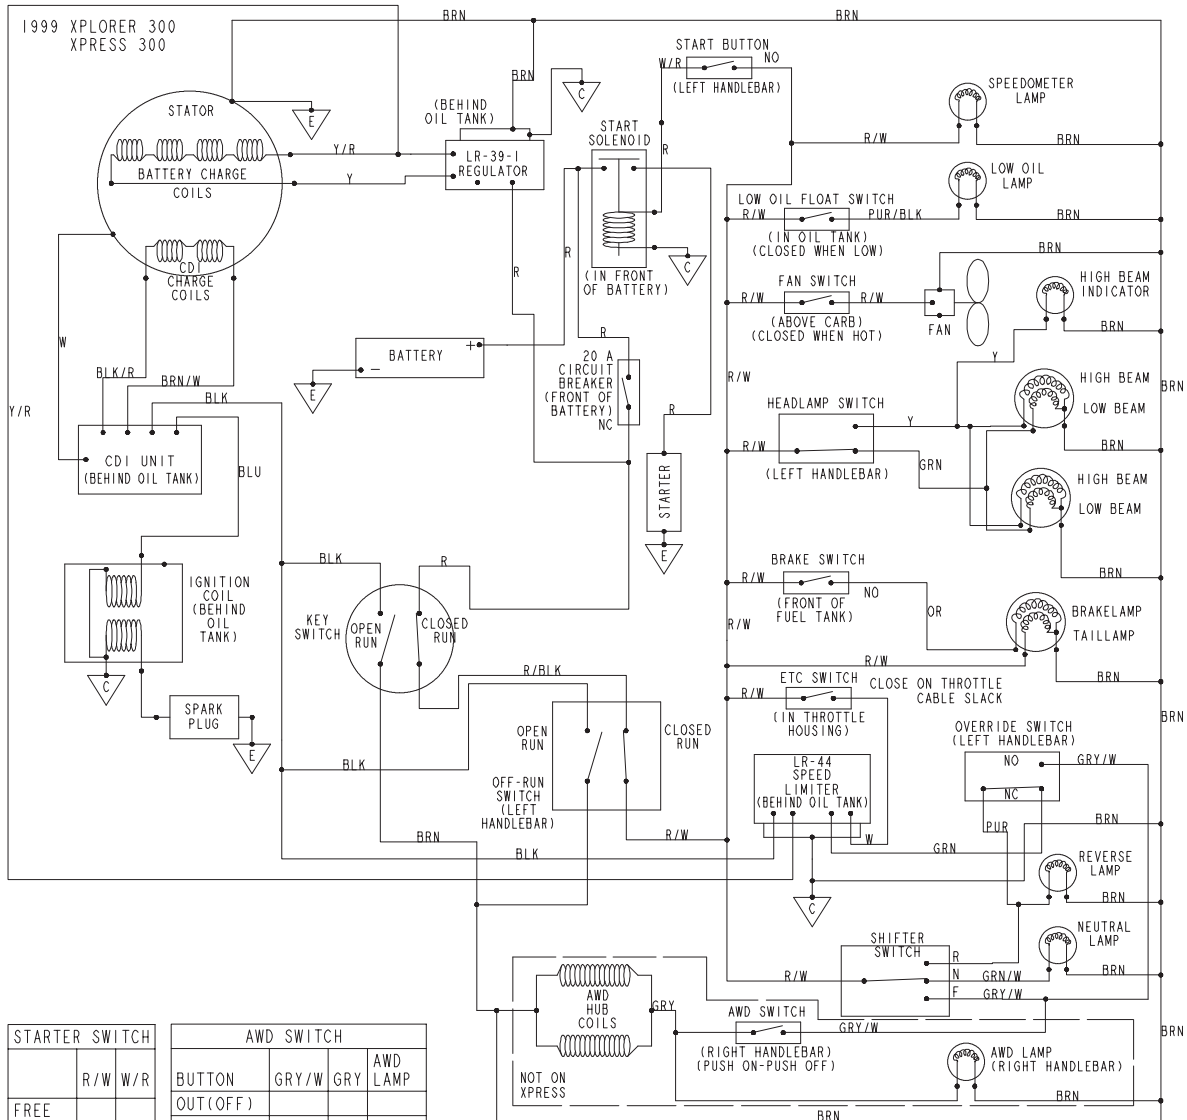 1999 XPLORER 300
XPRESS 300
BRN
BRN
START BUTTON
W/R
NO
(LEFT HANDLEBAR)
SPEEDOMETER
LAMP
BRN
C
STATOR
E
(BEHIND
OIL TANK)
START
SOLENOID
R
R/W
BRN
Y/R
LR-39-1
REGULATOR
BATTERY CHARGE
COILS
Y
LOW OIL
LAMP
LOW OIL FLOAT SWITCH
R/W
PUR/BLK
BRN
(IN OIL TANK)
(CLOSED WHEN LOW)
BRN
R
R
C
CDI
CHARGE
COILS
(IN FRONT
OF BATTERY)
FAN SWITCH
R/W
R/W
FAN
(ABOVE CARB)
(CLOSED WHEN HOT)
HIGH BEAM
INDICATOR
BRN
W
BATTERY
+
-
E
R
20 A
CIRCUIT
BREAKER
(FRONT OF
BATTERY)
NC
Y
BLK/R
BRN/W
BLK
Y/R
R/W
HIGH BEAM
LOW BEAM
BRN
BRN
R
HEADLAMP SWITCH
Y
R/W
GRN
(LEFT HANDLEBAR)
CDI UNIT
(BEHIND OIL TANK)
BLU
STARTER
E
HIGH BEAM
LOW BEAM
BRN
BLK
R
IGNITION
COIL
(BEHIND
OIL
TANK)
C
BRAKE SWITCH
R/W
NO
(FRONT OF
FUEL TANK)
OR
BRAKELAMP
TAILLAMP
R/W
R/W
BRN
KEY
SWITCH
OPEN
RUN
CLOSED
RUN
R/BLK
ETC SWITCH
R/W
(IN THROTTLE
HOUSING)
CLOSE ON THROTTLE
CABLE SLACK
SPARK
PLUG
E
OPEN
RUN
CLOSED
RUN
BRN
OVERRIDE SWITCH
(LEFT HANDLEBAR)
NO
GRY/W
NC
BLK
OFF-RUN
SWITCH
(LEFT
HANDLEBAR)
LR-44
SPEED
LIMITER
(BEHIND OIL TANK)
PUR
BRN
BRN
R/W
W
GRN
BLK
REVERSE
LAMP
BRN
C
NEUTRAL
LAMP
SHIFTER
SWITCH
R
N
F
R/W
GRN/W
GRY/W
BRN
AWD
HUB
COILS
GRY
AWD SWITCH
GRY/W
(RIGHT HANDLEBAR)
(PUSH ON-PUSH OFF)
BRN
NOT ON
XPRESS
AWD LAMP
(RIGHT HANDLEBAR)
BRN
BRN
STARTER SWITCH
R/W W/R
FREE
AWD SWITCH
BUTTON GRY/W GRY AWD
LAMP
OUT(OFF)